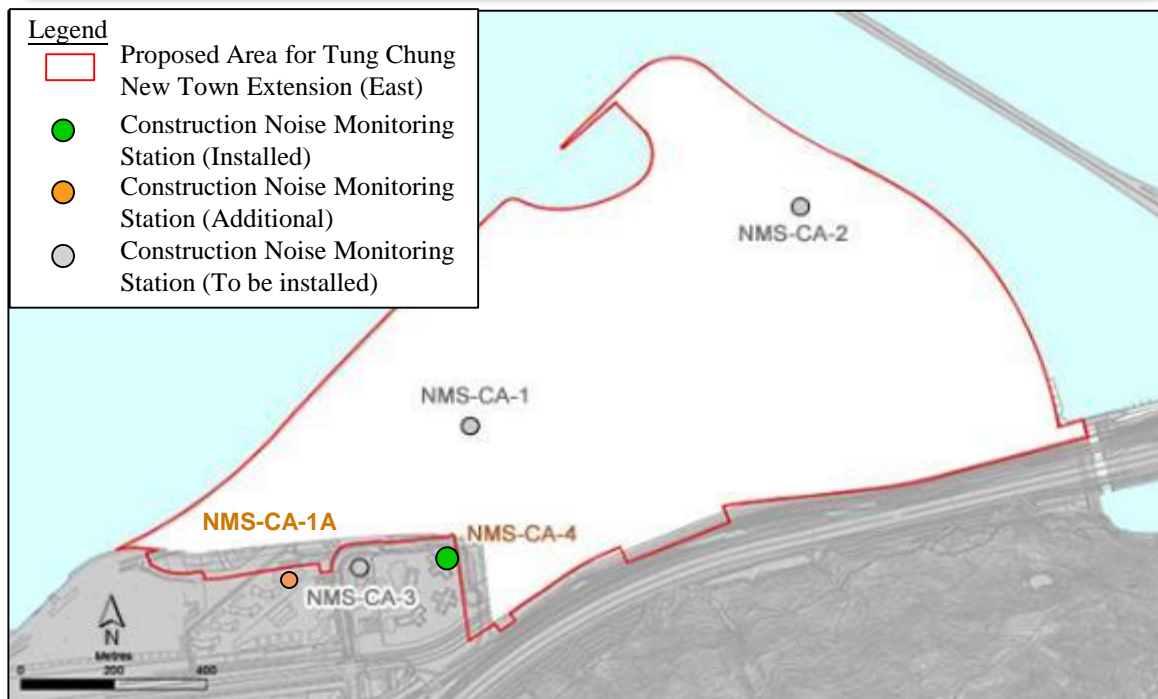 Legend
Proposed Area for Tung Chung
New Town Extension (East)
Construction Noise Monitoring
Station (Installed)
Construction Noise Monitoring
Station (Additional)
Construction Noise Monitoring
Station (To be installed)
NMS-CA-2
NMS-CA-1
NMS-CA-1A
NMS-CA-4
NMS-CA-3
N
Metres
0 200 400